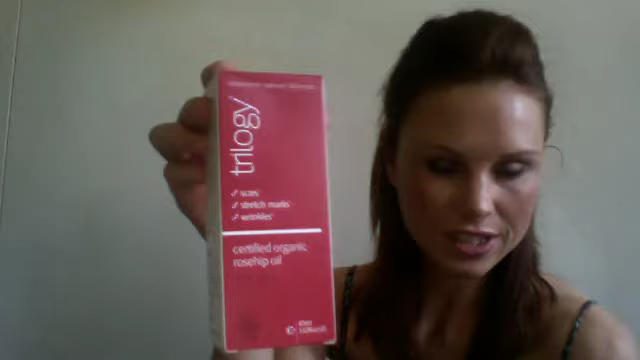 trilogy
scars
stretch marks
wrinkles
certified organic
rosehip oil